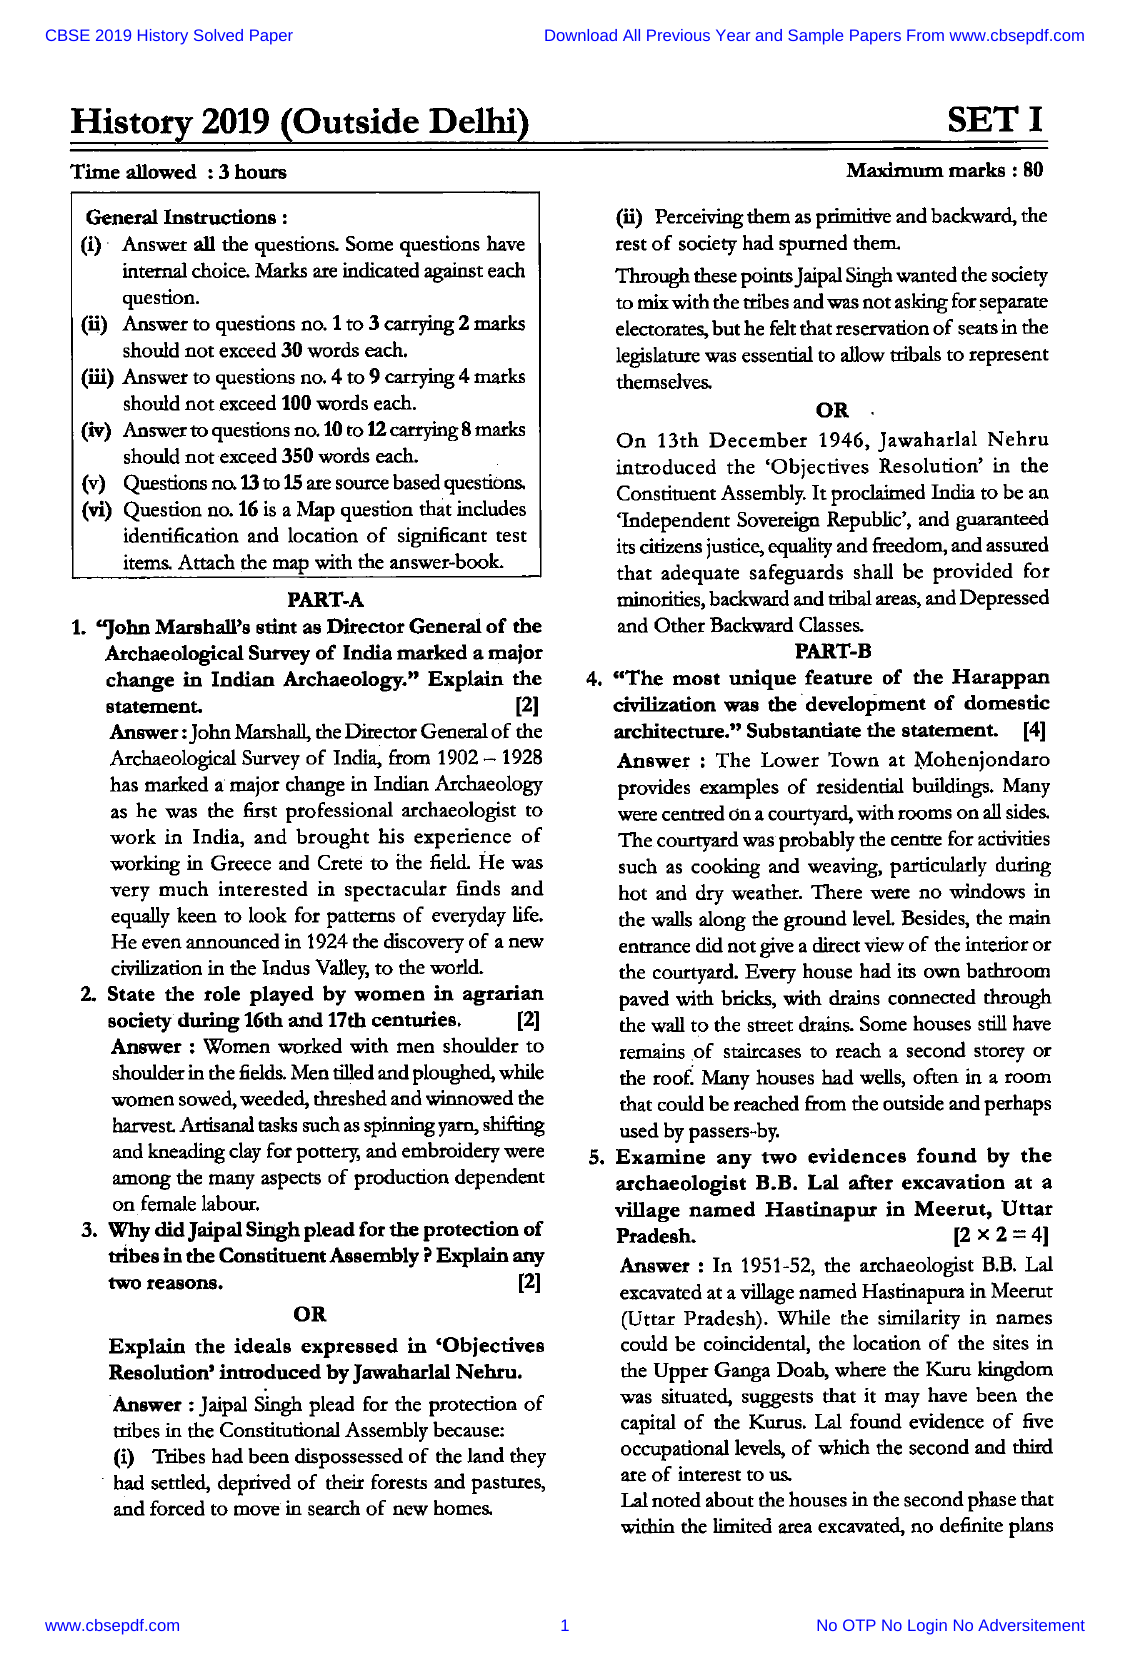 CBSE 2019 History Solved Paper
Download All Previous Year and Sample Papers From www.cbsepdf.com
History 2019 (Outside Delhi)
SET I
Time allowed : 3 hours
Maximum marks : 80
General Instructions :
(i) Answer all the questions. Some questions have
internal choice. Marks are indicated against each
question.
(ii) Answer to questions no. 1 to 3 carrying 2 marks
should not exceed 30 words each.
(iii) Answer to questions no. 4 to 9 carrying 4 marks
should not exceed 100 words each.
(iv) Answer to questions no. 10 to 12 carrying 8 marks
should not exceed 350 words each.
(v) Questions no. 13 to 15 are source based questions.
(vi) Question no. 16 is a Map question that includes
identification and location of significant test
items. Attach the map with the answer-book.
PART-A
1. "John Marshall's stint as Director General of the
Archaeological Survey of India marked a major
change in Indian Archaeology." Explain the
statement. [2]
Answer : John Marshall, the Director General of the
Archaeological Survey of India, from 1902 – 1928
has marked a major change in Indian Archaeology
as he was the first professional archaeologist to
work in India, and brought his experience of
working in Greece and Crete to the field. He was
very much interested in spectacular finds and
equally keen to look for patterns of everyday life.
He even announced in 1924 the discovery of a new
civilization in the Indus Valley, to the world.
2. State the role played by women in agrarian
society during 16th and 17th centuries. [2]
Answer : Women worked with men shoulder to
shoulder in the fields. Men tilled and ploughed, while
women sowed, weeded, threshed and winnowed the
harvest. Artisanal tasks such as spinning yarn, shifting
and kneading clay for pottery, and embroidery were
among the many aspects of production dependent
on female labour.
3. Why did Jaipal Singh plead for the protection of
tribes in the Constituent Assembly ? Explain any
two reasons. [2]
OR
Explain the ideals expressed in 'Objectives
Resolution' introduced by Jawaharlal Nehru.
Answer : Jaipal Singh plead for the protection of
tribes in the Constitutional Assembly because:
(i) Tribes had been dispossessed of the land they
had settled, deprived of their forests and pastures,
and forced to move in search of new homes.
(ii) Perceiving them as primitive and backward, the
rest of society had spurned them.
Through these points Jaipal Singh wanted the society
to mix with the tribes and was not asking for separate
electorates, but he felt that reservation of seats in the
legislature was essential to allow tribals to represent
themselves.
OR
On 13th December 1946, Jawaharlal Nehru
introduced the 'Objectives Resolution' in the
Constituent Assembly. It proclaimed India to be an
'Independent Sovereign Republic', and guaranteed
its citizens justice, equality and freedom, and assured
that adequate safeguards shall be provided for
minorities, backward and tribal areas, and Depressed
and Other Backward Classes.
PART-B
4. "The most unique feature of the Harappan
civilization was the development of domestic
architecture." Substantiate the statement. [4]
Answer : The Lower Town at Mohenjondaro
provides examples of residential buildings. Many
were centred on a courtyard, with rooms on all sides.
The courtyard was probably the centre for activities
such as cooking and weaving, particularly during
hot and dry weather. There were no windows in
the walls along the ground level. Besides, the main
entrance did not give a direct view of the interior or
the courtyard. Every house had its own bathroom
paved with bricks, with drains connected through
the wall to the street drains. Some houses still have
remains of staircases to reach a second storey or
the roof. Many houses had wells, often in a room
that could be reached from the outside and perhaps
used by passers-by.
5. Examine any two evidences found by the
archaeologist B.B. Lal after excavation at a
village named Hastinapur in Meerut, Uttar
Pradesh. [2 × 2 = 4]
Answer : In 1951-52, the archaeologist B.B. Lal
excavated at a village named Hastinapura in Meerut
(Uttar Pradesh). While the similarity in names
could be coincidental, the location of the sites in
the Upper Ganga Doab, where the Kuru kingdom
was situated, suggests that it may have been the
capital of the Kurus. Lal found evidence of five
occupational levels, of which the second and third
are of interest to us.
Lal noted about the houses in the second phase that
within the limited area excavated, no definite plans
www.cbsepdf.com
1
No OTP No Login No Adversitement